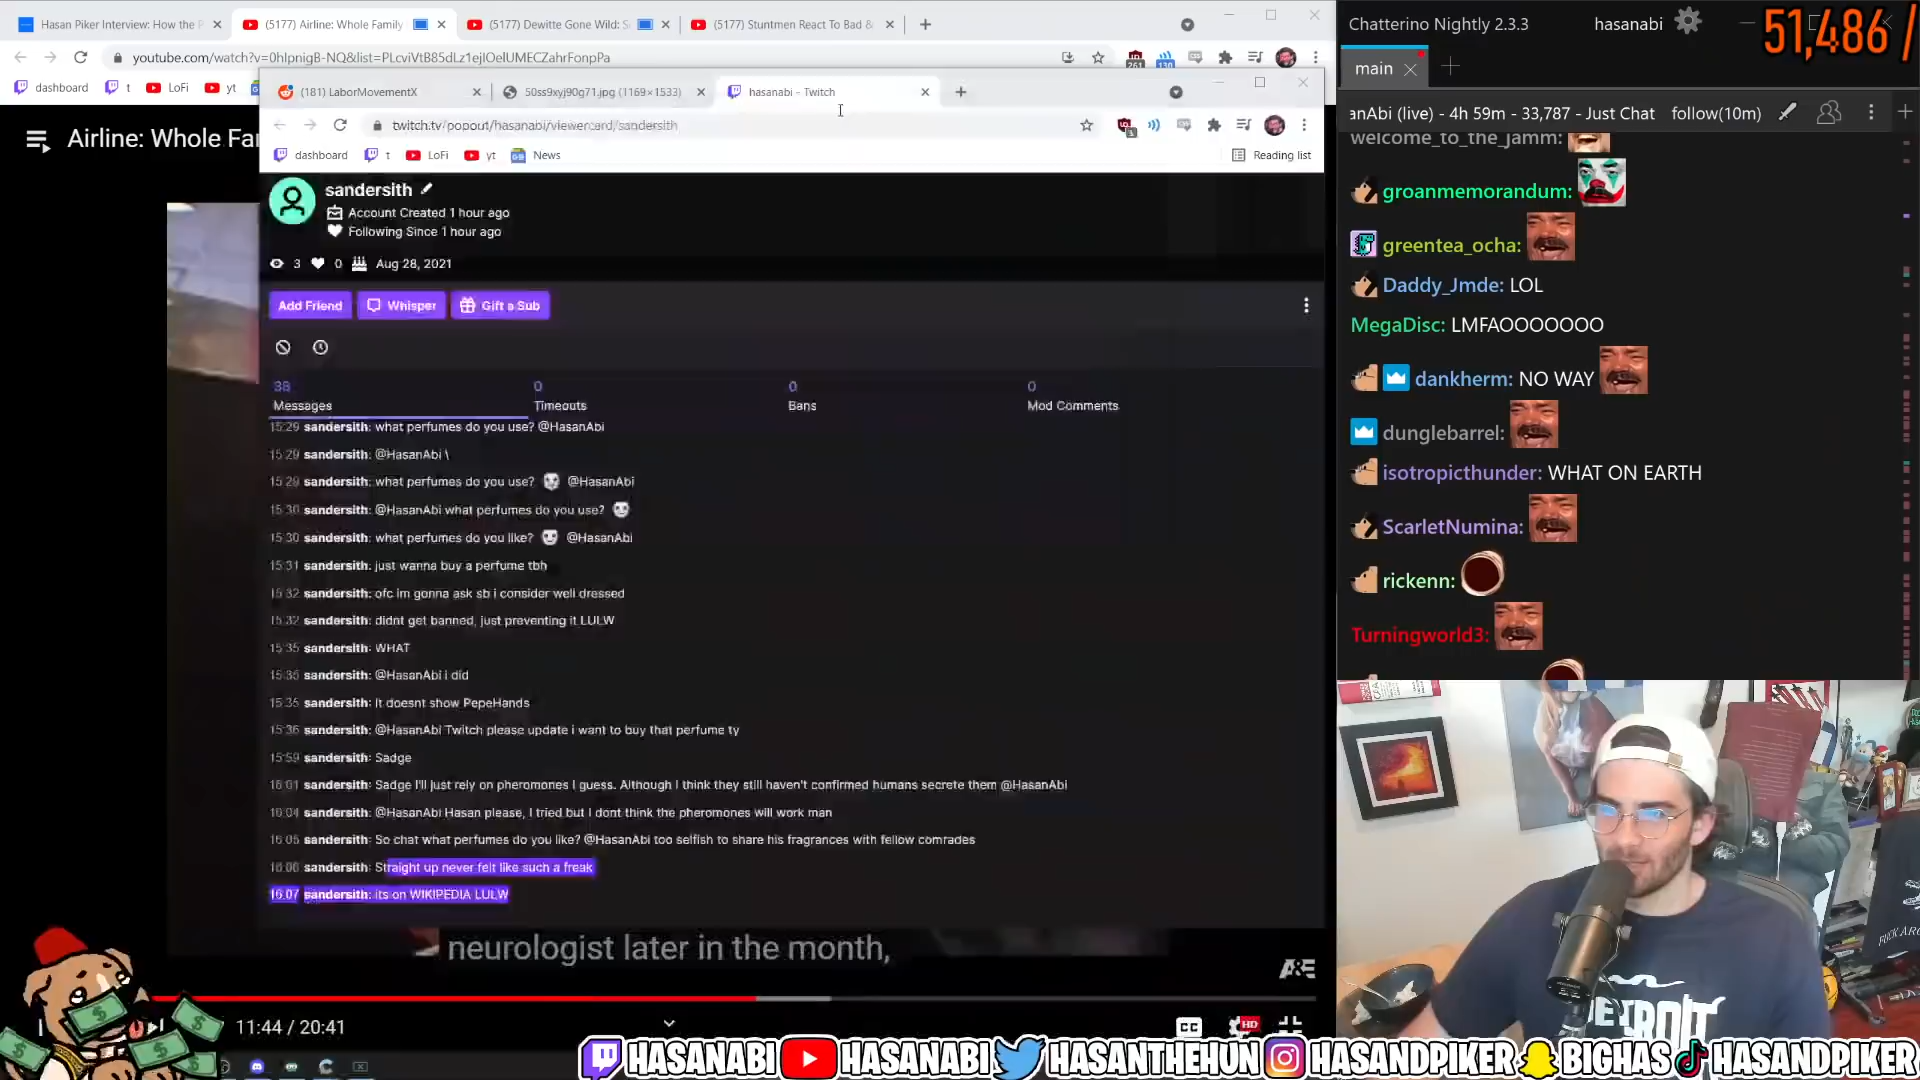 Hasan Piker Interview: How the P
(5177) Airline: Whole Family
(5177) Dewitte Gone Wild: S
(5177) Stuntmen React To Bad &
youtube.com/watch?v=0hIpnigB-NQ&list=PLcviVtB85dLz1ejIOelUMECZahrFonpPa
261
130
dashboard
t
LoFi
yt
Airline: Whole Fa
(181) LaborMovementX
50ss9xyj90g71.jpg (1169×1533)
hasanabi - Twitch
twitch.tv/popout/hasanabi/viewercard/sandersith
dashboard
t
LoFi
yt
News
Reading list
sandersith
Account Created 1 hour ago
Following Since 1 hour ago
3
0
Aug 28, 2021
Add Friend
Whisper
Gift a Sub
38
Messages
0
Timeouts
0
Bans
0
Mod Comments
15:29 sandersith: what perfumes do you use? @HasanAbi
15:29 sandersith: @HasanAbi \
15:29 sandersith: what perfumes do you use? @HasanAbi
15:30 sandersith: @HasanAbi what perfumes do you use?
15:30 sandersith: what perfumes do you like? @HasanAbi
15:31 sandersith: just wanna buy a perfume tbh
15:32 sandersith: ofc im gonna ask sb i consider well dressed
15:32 sandersith: didnt get banned, just preventing it LULW
15:35 sandersith: WHAT
15:35 sandersith: @HasanAbi i did
15:35 sandersith: It doesnt show PepeHands
15:36 sandersith: @HasanAbi Twitch please update i want to buy that perfume ty
15:59 sandersith: Sadge
16:01 sandersith: Sadge I'll just rely on pheromones I guess. Although I think they still haven't confirmed humans secrete them @HasanAbi
16:04 sandersith: @HasanAbi Hasan please, I tried but I dont think the pheromones will work man
16:05 sandersith: So chat what perfumes do you like? @HasanAbi too selfish to share his fragrances with fellow comrades
16:06 sandersith: Straight up never felt like such a freak
16:07 sandersith: its on WIKIPEDIA LULW
neurologist later in the month,
A&E
11:44 / 20:41
CC
HD
Chatterino Nightly 2.3.3
hasanabi
51,486 /
main
anAbi (live) - 4h 59m - 33,787 - Just Chat
follow(10m)
welcome_to_the_jamm:
groanmemorandum:
greentea_ocha:
Daddy_Jmde: LOL
MegaDisc: LMFAOOOOOOO
dankherm: NO WAY
dunglebarrel:
isotropicthunder: WHAT ON EARTH
ScarletNumina:
rickenn:
Turningworld3:
DETROIT
HASANABI
HASANABI
HASANTHEHUN
HASANDPIKER
BIGHAS
HASANDPIKER